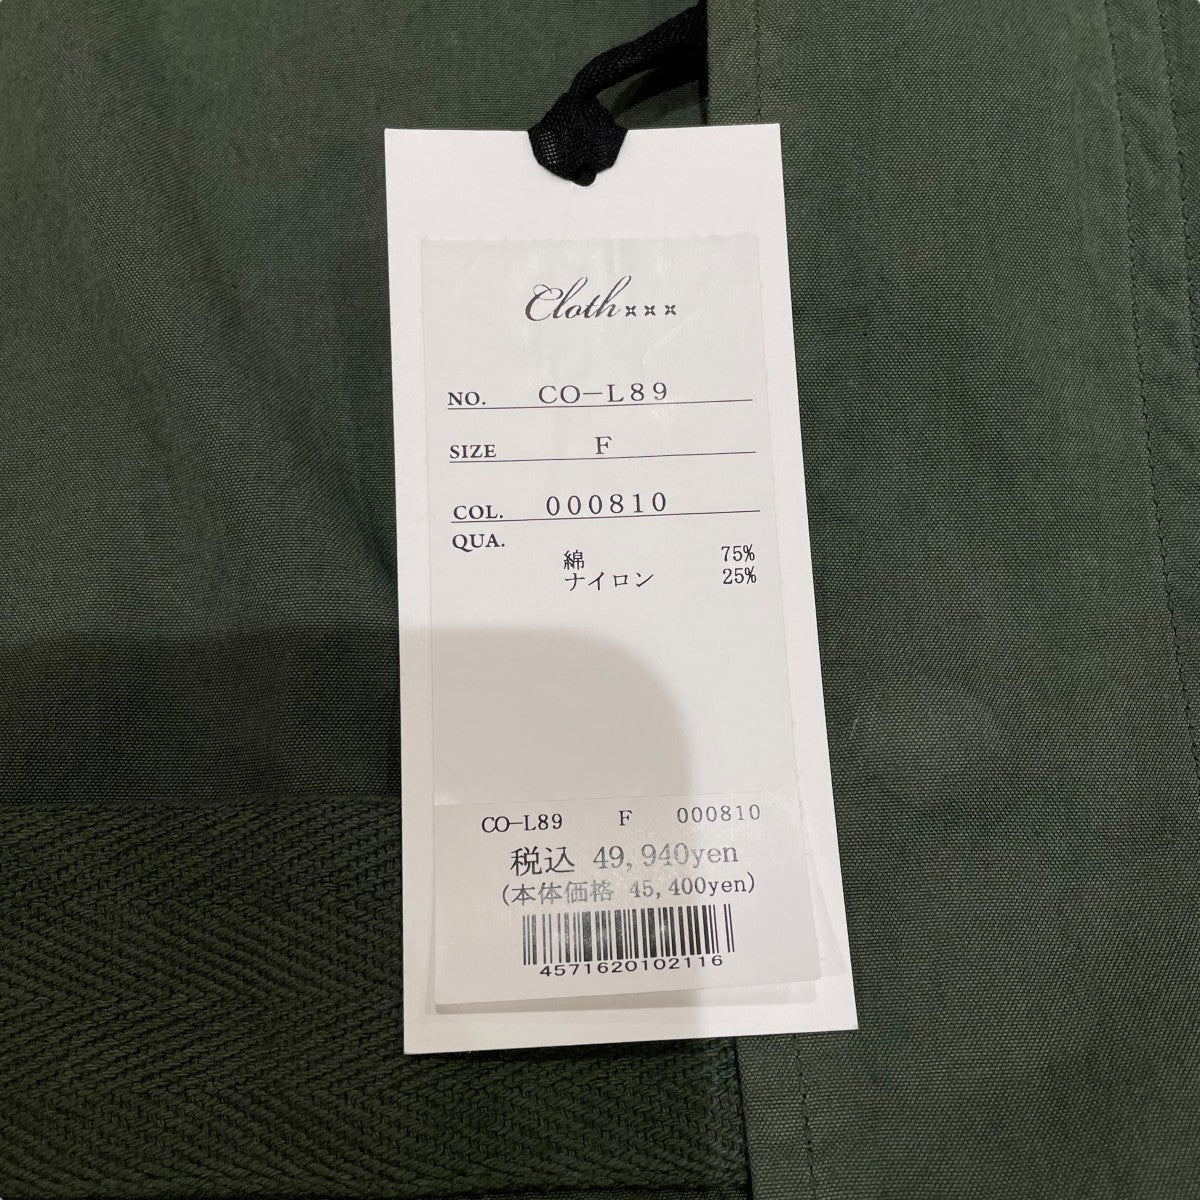 Cloth×××
NO. CO-L89
SIZE F
COL. 000810
QUA.
綿 75%
ナイロン 25%
CO-L89 F 000810
税込 49,940yen
(本体価格 45,400yen)
4571620102116